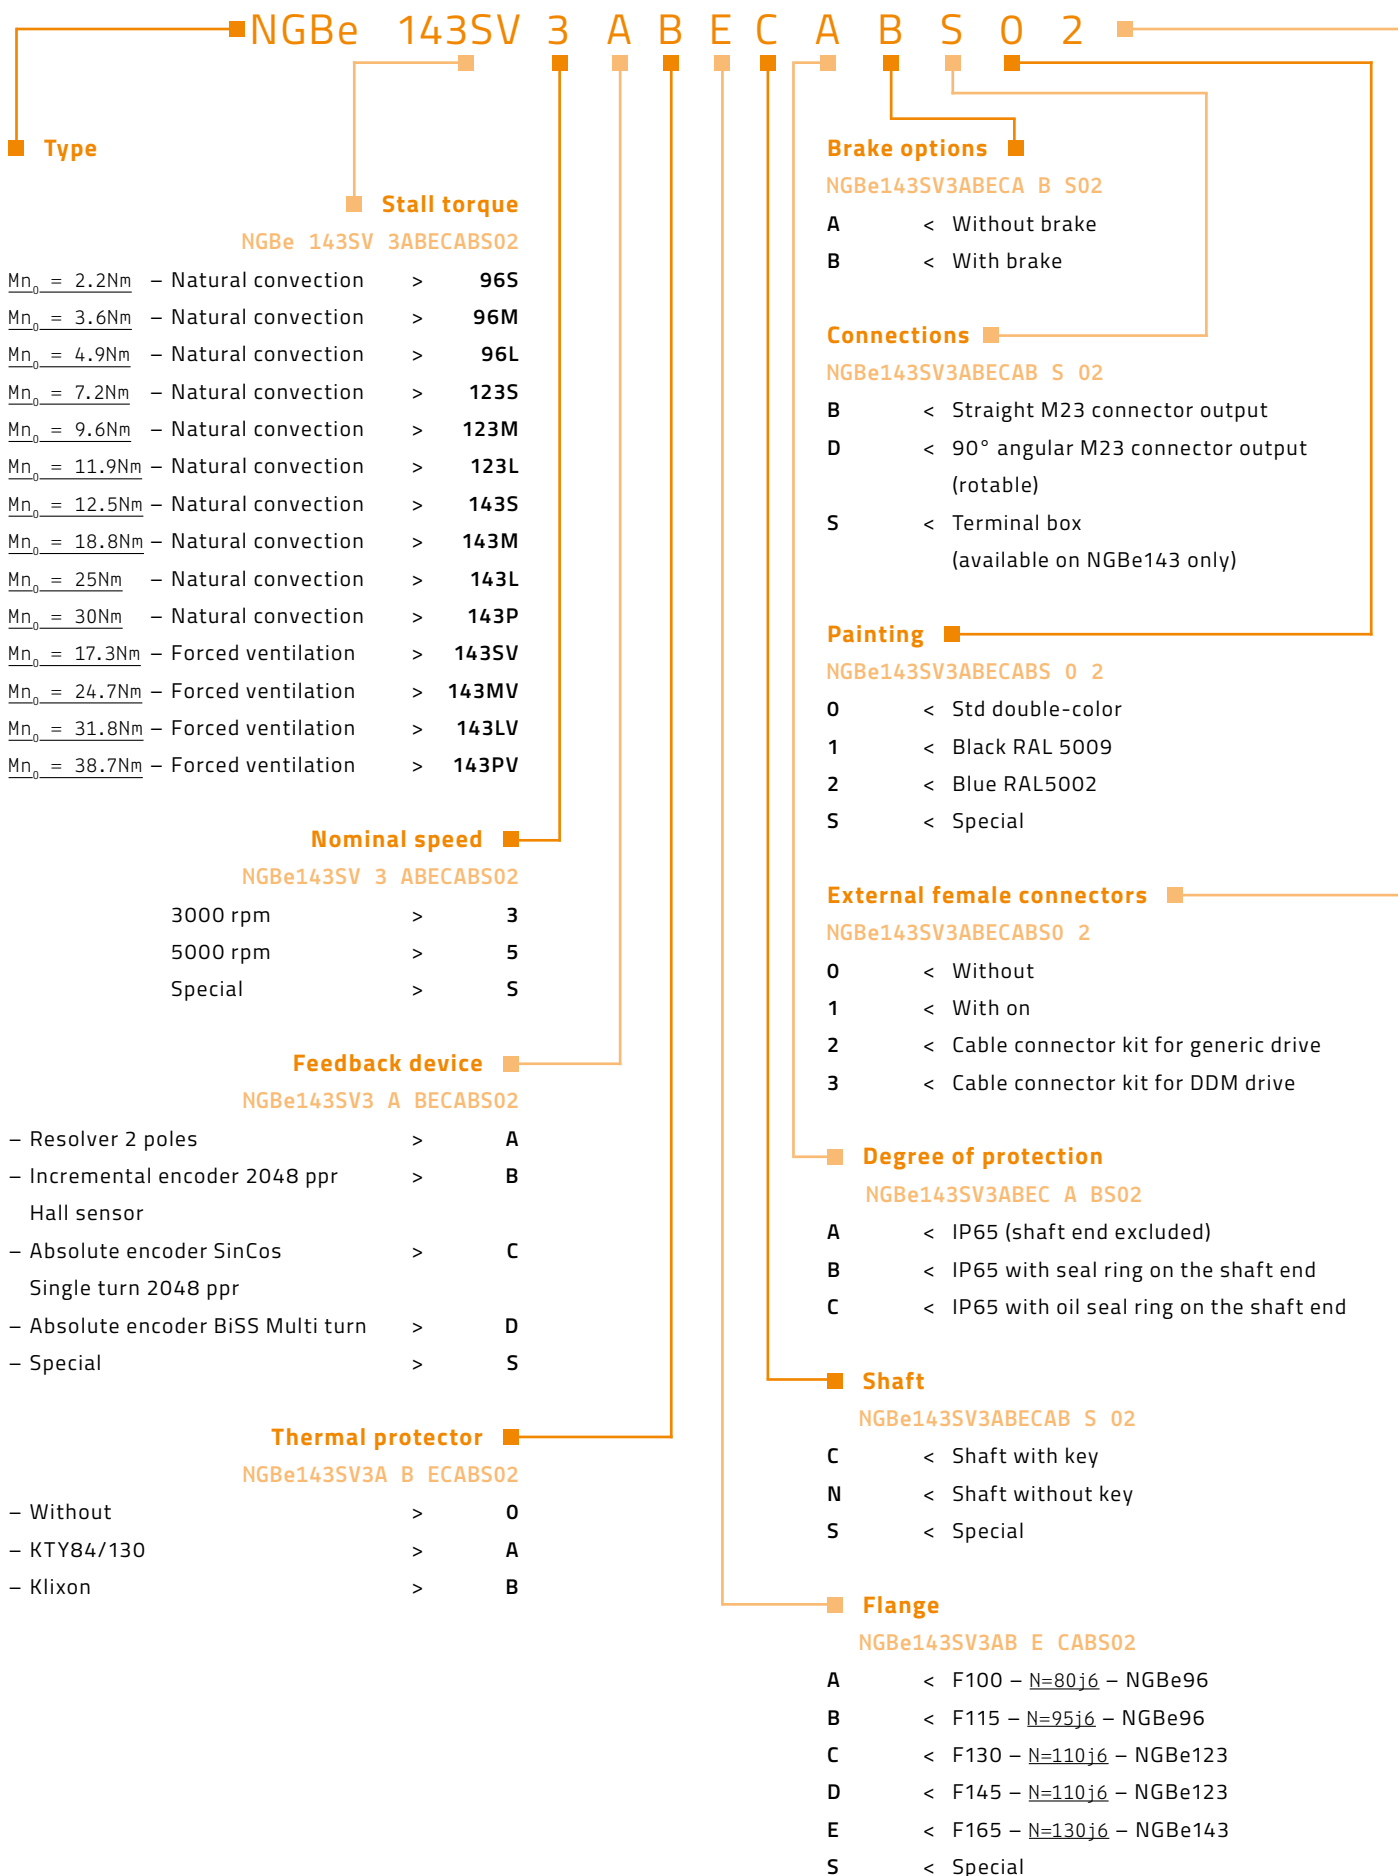 NGBe 143SV 3 A B E C A B S 0 2
Type
Stall torque
NGBe 143SV 3ABECABS02
Mn0 = 2.2Nm – Natural convection > 96S
Mn0 = 3.6Nm – Natural convection > 96M
Mn0 = 4.9Nm – Natural convection > 96L
Mn0 = 7.2Nm – Natural convection > 123S
Mn0 = 9.6Nm – Natural convection > 123M
Mn0 = 11.9Nm – Natural convection > 123L
Mn0 = 12.5Nm – Natural convection > 143S
Mn0 = 18.8Nm – Natural convection > 143M
Mn0 = 25Nm – Natural convection > 143L
Mn0 = 30Nm – Natural convection > 143P
Mn0 = 17.3Nm – Forced ventilation > 143SV
Mn0 = 24.7Nm – Forced ventilation > 143MV
Mn0 = 31.8Nm – Forced ventilation > 143LV
Mn0 = 38.7Nm – Forced ventilation > 143PV
Nominal speed
NGBe143SV 3 ABECABS02
3000 rpm > 3
5000 rpm > 5
Special > S
Feedback device
NGBe143SV3 A BECABS02
– Resolver 2 poles > A
– Incremental encoder 2048 ppr > B
Hall sensor
– Absolute encoder SinCos > C
Single turn 2048 ppr
– Absolute encoder BiSS Multi turn > D
– Special > S
Thermal protector
NGBe143SV3A B ECABS02
– Without > 0
– KTY84/130 > A
– Klixon > B
Brake options
NGBe143SV3ABECA B S02
A < Without brake
B < With brake
Connections
NGBe143SV3ABECAB S 02
B < Straight M23 connector output
D < 90° angular M23 connector output
(rotable)
S < Terminal box
(available on NGBe143 only)
Painting
NGBe143SV3ABECABS 0 2
0 < Std double-color
1 < Black RAL 5009
2 < Blue RAL5002
S < Special
External female connectors
NGBe143SV3ABECABS0 2
0 < Without
1 < With on
2 < Cable connector kit for generic drive
3 < Cable connector kit for DDM drive
Degree of protection
NGBe143SV3ABEC A BS02
A < IP65 (shaft end excluded)
B < IP65 with seal ring on the shaft end
C < IP65 with oil seal ring on the shaft end
Shaft
NGBe143SV3ABECAB S 02
C < Shaft with key
N < Shaft without key
S < Special
Flange
NGBe143SV3AB E CABS02
A < F100 – N=80j6 – NGBe96
B < F115 – N=95j6 – NGBe96
C < F130 – N=110j6 – NGBe123
D < F145 – N=110j6 – NGBe123
E < F165 – N=130j6 – NGBe143
S < Special